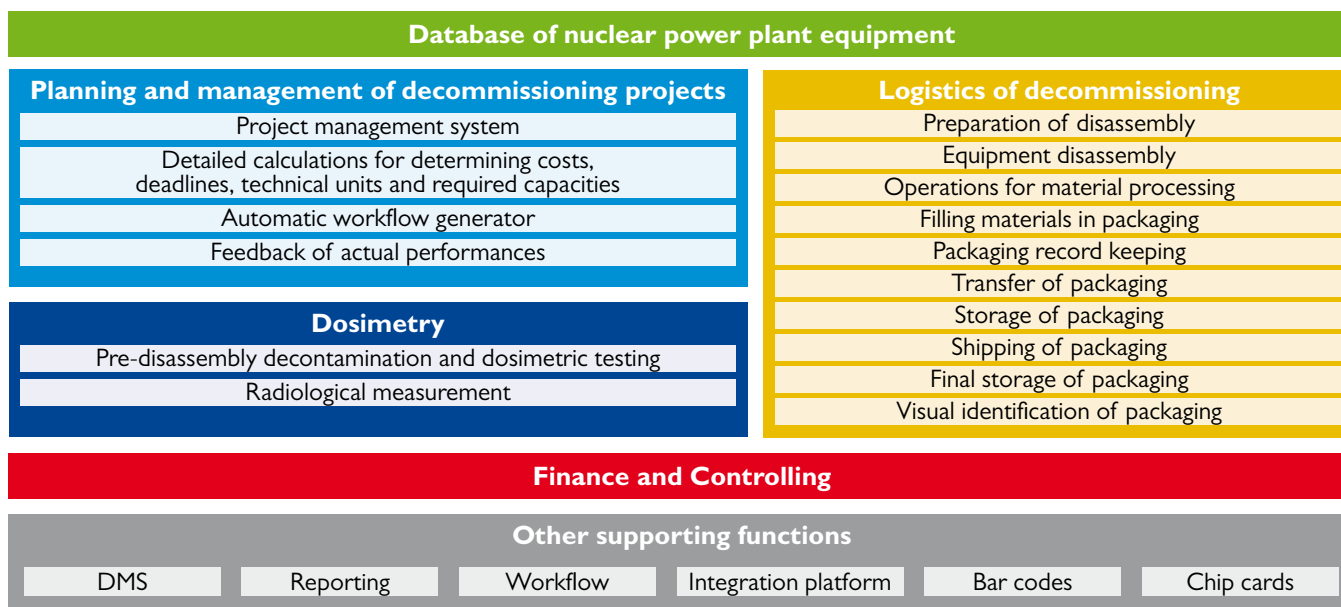 Database of nuclear power plant equipment
Planning and management of decommissioning projects
Project management system
Detailed calculations for determining costs,
deadlines, technical units and required capacities
Automatic workflow generator
Feedback of actual performances
Dosimetry
Pre-disassembly decontamination and dosimetric testing
Radiological measurement
Logistics of decommissioning
Preparation of disassembly
Equipment disassembly
Operations for material processing
Filling materials in packaging
Packaging record keeping
Transfer of packaging
Storage of packaging
Shipping of packaging
Final storage of packaging
Visual identification of packaging
Finance and Controlling
Other supporting functions
DMS
Reporting
Workflow
Integration platform
Bar codes
Chip cards